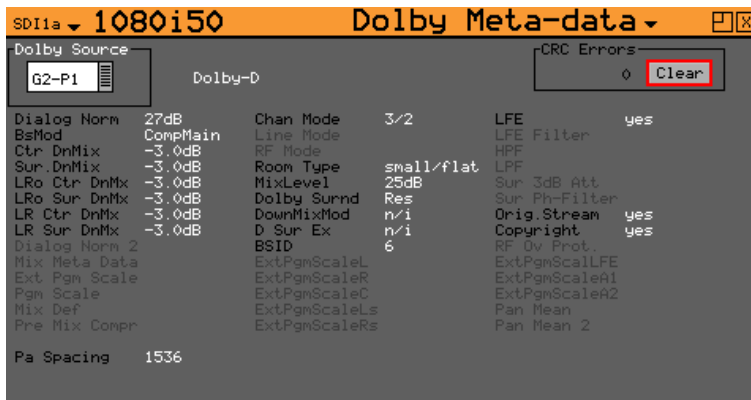 SDI1a 1080i50 Dolby Meta-data
Dolby Source CRC Errors
G2-P1 Dolby-D 0 Clear
Dialog Norm 27dB Chan Mode 3/2 LFE yes
BsMod CompMain Line Mode LFE Filter
Ctr DnMix -3.0dB RF Mode HPF
Sur.DnMix -3.0dB Room Type small/flat LPF
LRo Ctr DnMx -3.0dB MixLevel 25dB Sur 3dB Att
LRo Sur DnMx -3.0dB Dolby Surnd Res Sur Ph-Filter
LR Ctr DnMx -3.0dB DownMixMod n/i Orig.Stream yes
LR Sur DnMx -3.0dB D Sur Ex n/i Copyright yes
Dialog Norm 2 BSID 6 RF Ov Prot.
Mix Meta Data ExtPgmScaleL ExtPgmScalLFE
Ext Pgm Scale ExtPgmScaleR ExtPgmScaleA1
Pgm Scale ExtPgmScaleC ExtPgmScaleA2
Mix Def ExtPgmScaleLs Pan Mean
Pre Mix Compr ExtPgmScaleRs Pan Mean 2
Pa Spacing 1536